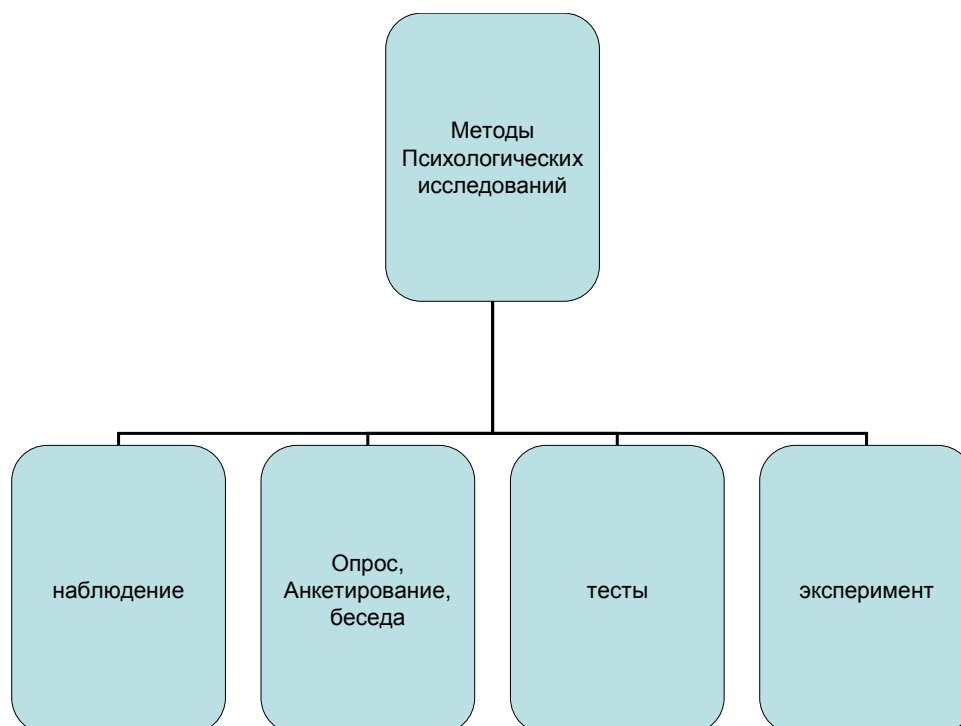 Методы
Психологических
исследований
наблюдение
Опрос,
Анкетирование,
беседа
тесты
эксперимент